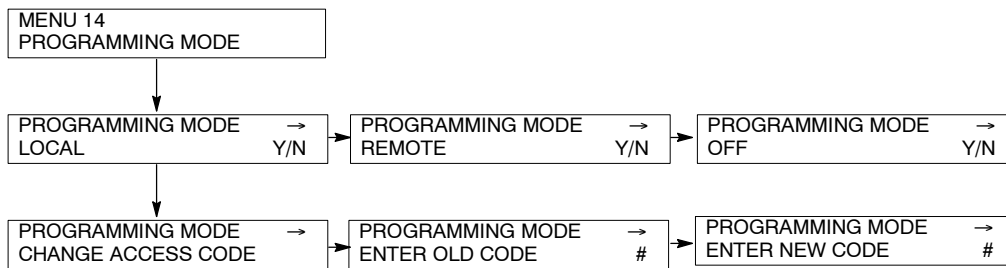 MENU 14
PROGRAMMING MODE
PROGRAMMING MODE →
LOCAL Y/N
PROGRAMMING MODE →
REMOTE Y/N
PROGRAMMING MODE →
OFF Y/N
PROGRAMMING MODE →
CHANGE ACCESS CODE
PROGRAMMING MODE →
ENTER OLD CODE #
PROGRAMMING MODE →
ENTER NEW CODE #